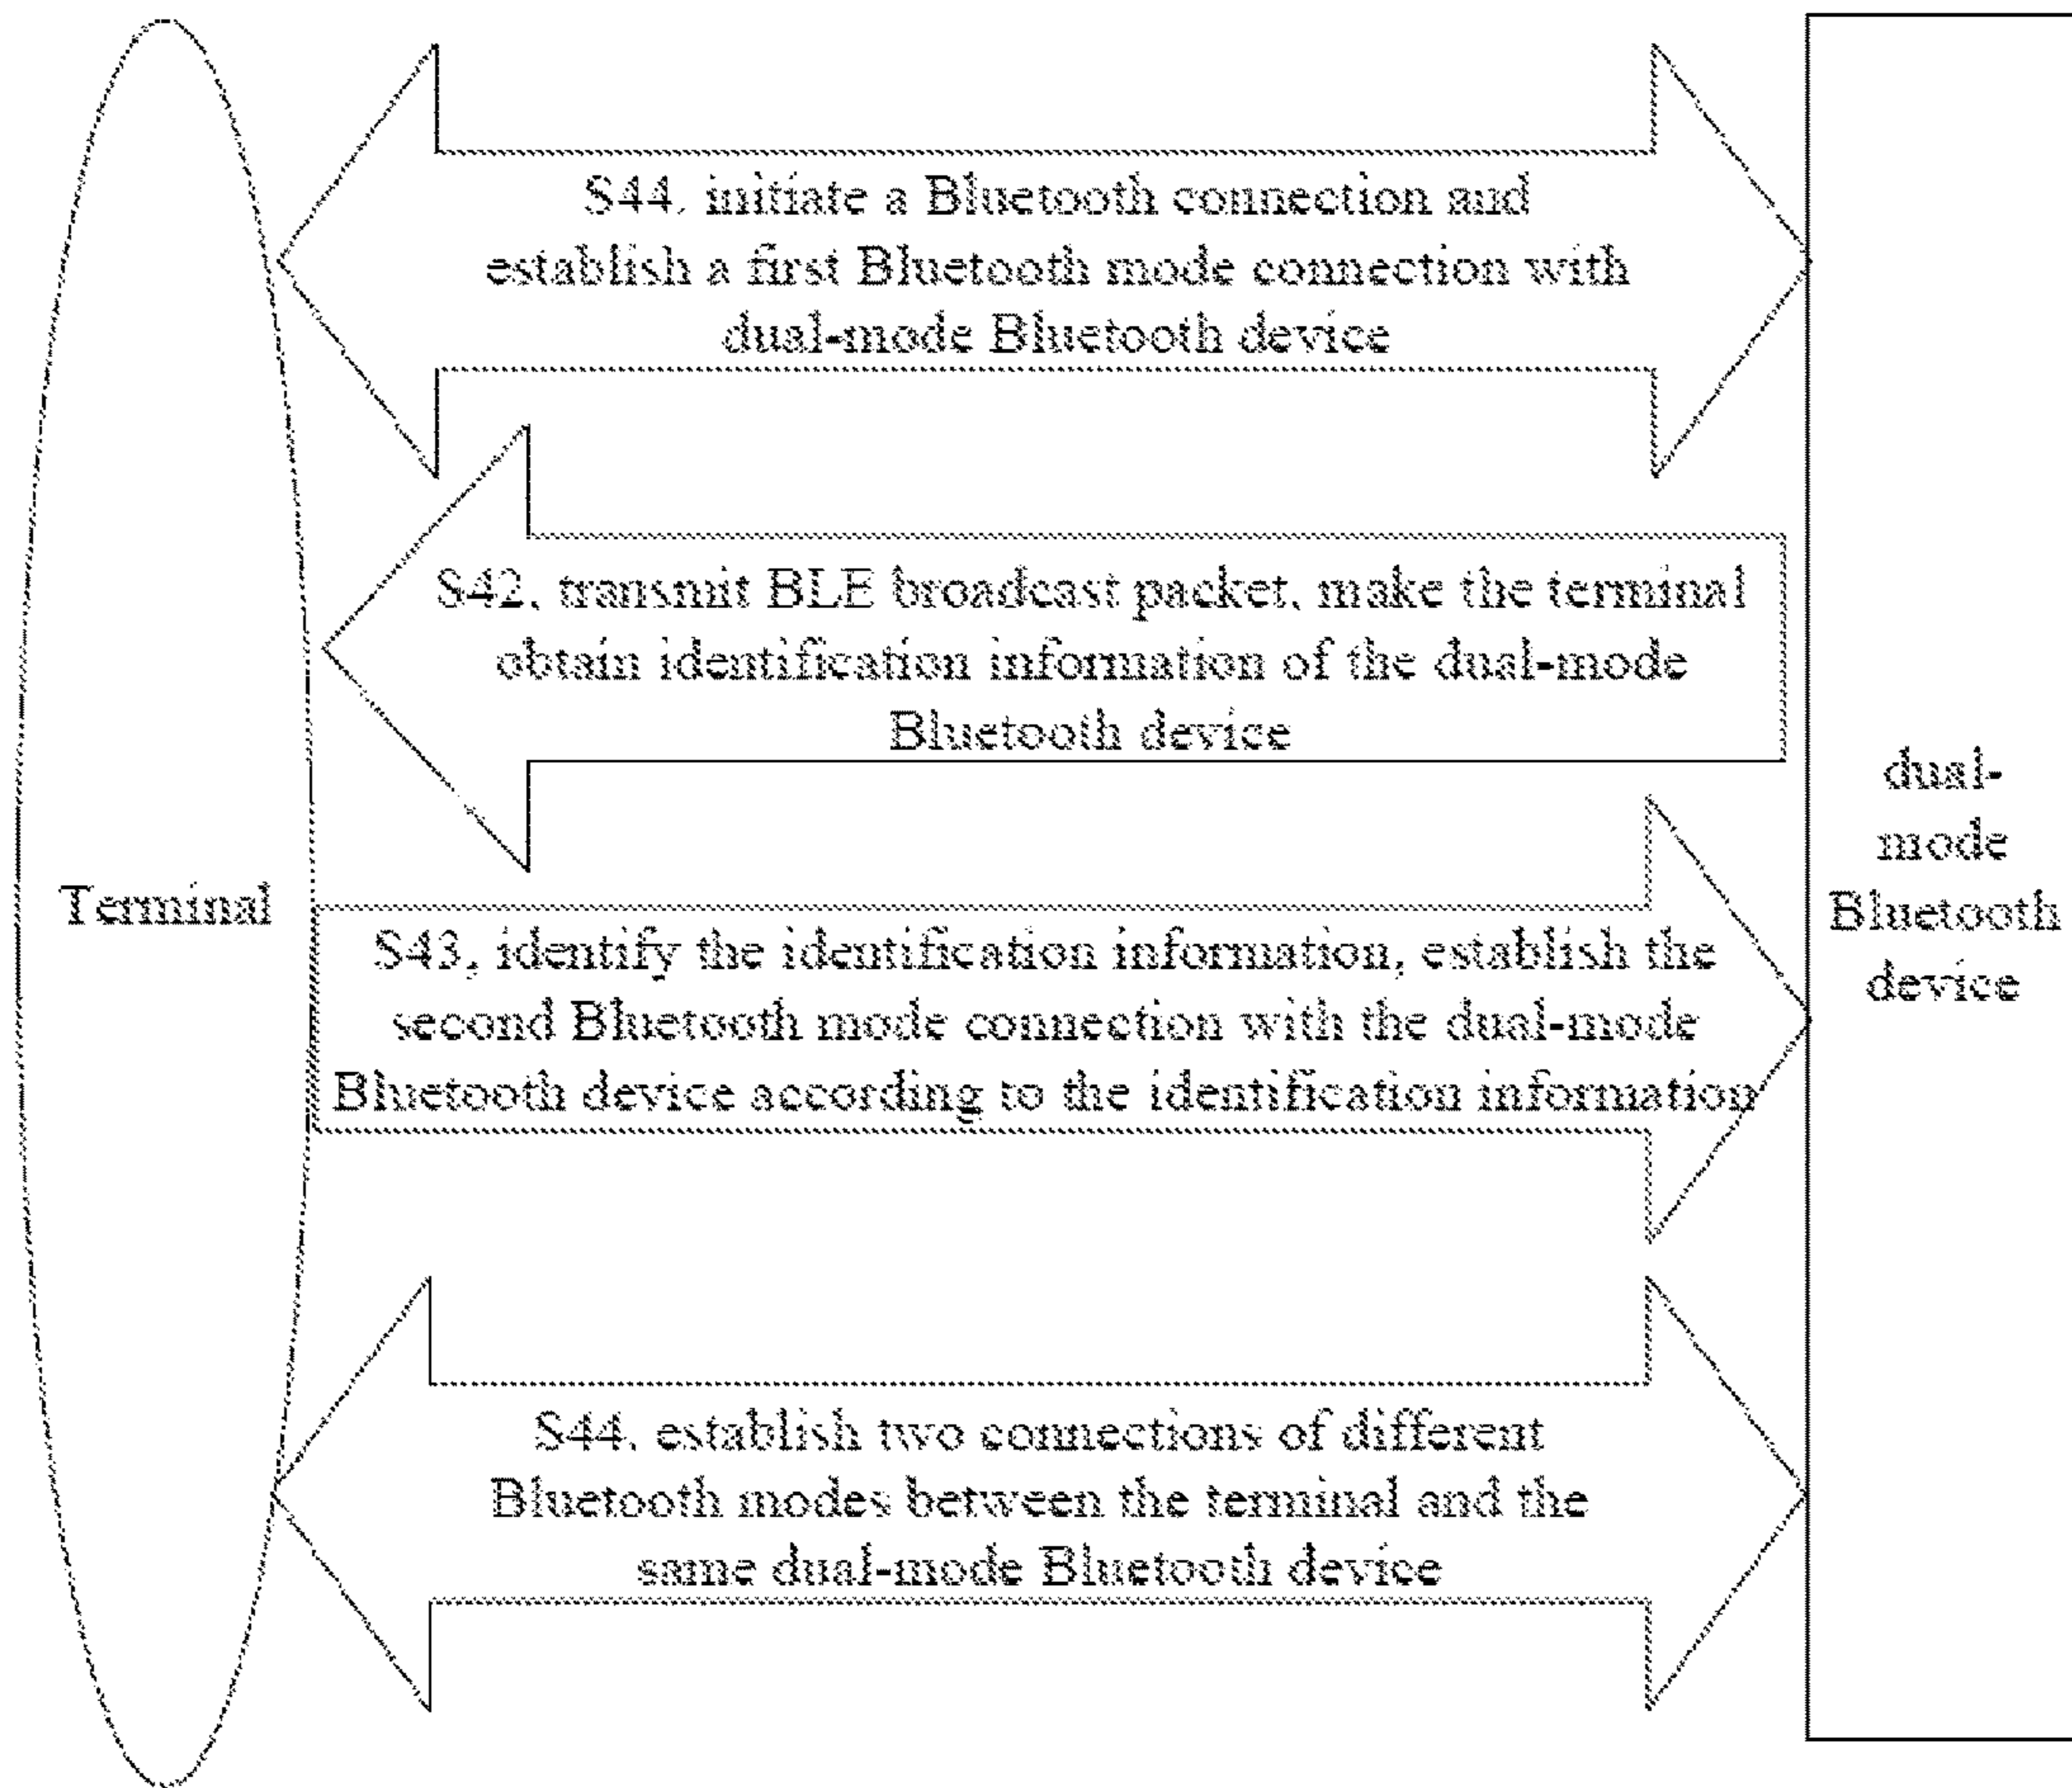 S44. initiate a Bluetooth connection and
establish a first Bluetooth mode connection with
dual-mode Bluetooth device
S42, transmit BLE broadcast packet, make the terminal
obtain identification information of the dual-mode
Bluetooth device
Terminal
S43, identify the identification information, establish the
second Bluetooth mode connection with the dual-mode
Bluetooth device according to the identification information
dual-
mode
Bluetooth
device
S44. establish two connections of different
Bluetooth modes between the terminal and the
same dual-mode Bluetooth device